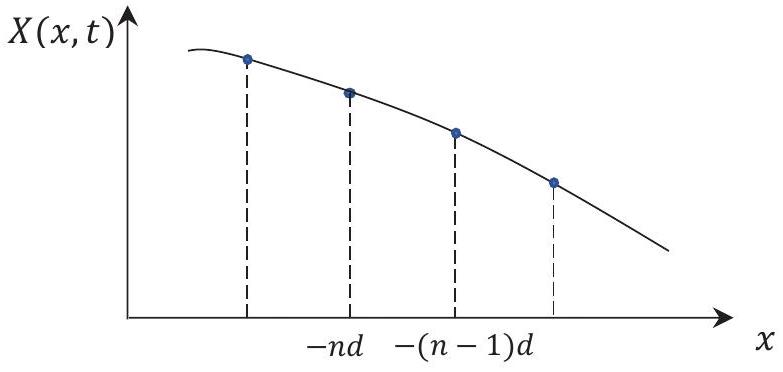 X(x, t)
−nd
−(n − 1)d
x